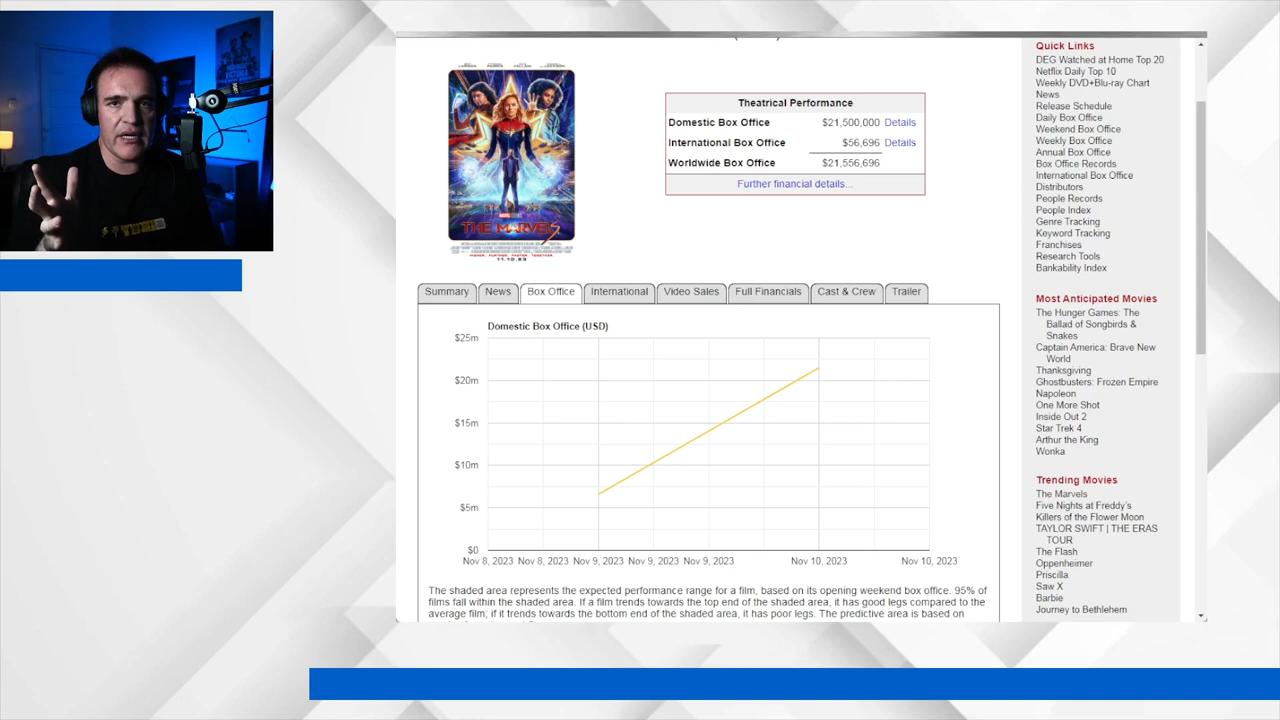 Theatrical Performance
Domestic Box Office $21,500,000 Details
International Box Office $56,696 Details
Worldwide Box Office $21,556,696
Further financial details...
THE MARVELS
11.10.23
Summary News Box Office International Video Sales Full Financials Cast & Crew Trailer
Domestic Box Office (USD)
$25m
$20m
$15m
$10m
$5m
$0
Nov 8, 2023 Nov 8, 2023 Nov 9, 2023 Nov 9, 2023 Nov 9, 2023 Nov 10, 2023 Nov 10, 2023
The shaded area represents the expected performance range for a film, based on its opening weekend box office. 95% of
films fall within the shaded area. If a film trends towards the top end of the shaded area, it has good legs compared to the
average film; if it trends towards the bottom end of the shaded area, it has poor legs. The predictive area is based on
Quick Links
DEG Watched at Home Top 20
Netflix Daily Top 10
Weekly DVD+Blu-ray Chart
News
Release Schedule
Daily Box Office
Weekend Box Office
Weekly Box Office
Annual Box Office
Box Office Records
International Box Office
Distributors
People Records
People Index
Genre Tracking
Keyword Tracking
Franchises
Research Tools
Bankability Index
Most Anticipated Movies
The Hunger Games: The
Ballad of Songbirds &
Snakes
Captain America: Brave New
World
Thanksgiving
Ghostbusters: Frozen Empire
Napoleon
One More Shot
Inside Out 2
Star Trek 4
Arthur the King
Wonka
Trending Movies
The Marvels
Five Nights at Freddy's
Killers of the Flower Moon
TAYLOR SWIFT | THE ERAS
TOUR
The Flash
Oppenheimer
Priscilla
Saw X
Barbie
Journey to Bethlehem